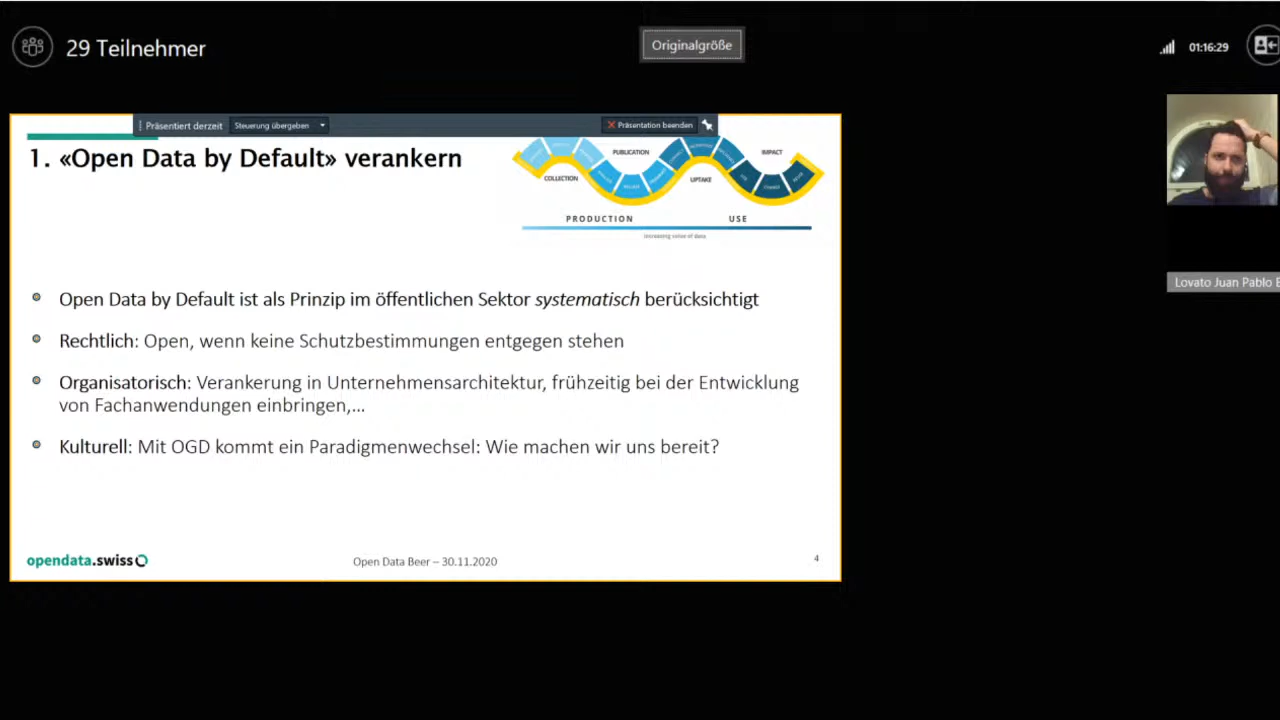 29 Teilnehmer
Originalgröße
01:16:29
Präsentiert derzeit
Steuerung übergeben
Präsentation beenden
1. «Open Data by Default» verankern
PUBLICATION
IMPACT
COLLECTION
UPTAKE
PRODUCTION
USE
increasing value of data
Lovato Juan Pablo
Open Data by Default ist als Prinzip im öffentlichen Sektor systematisch berücksichtigt
Rechtlich: Open, wenn keine Schutzbestimmungen entgegen stehen
Organisatorisch: Verankerung in Unternehmensarchitektur, frühzeitig bei der Entwicklung
von Fachanwendungen einbringen,...
Kulturell: Mit OGD kommt ein Paradigmenwechsel: Wie machen wir uns bereit?
opendata.swiss
Open Data Beer – 30.11.2020
4